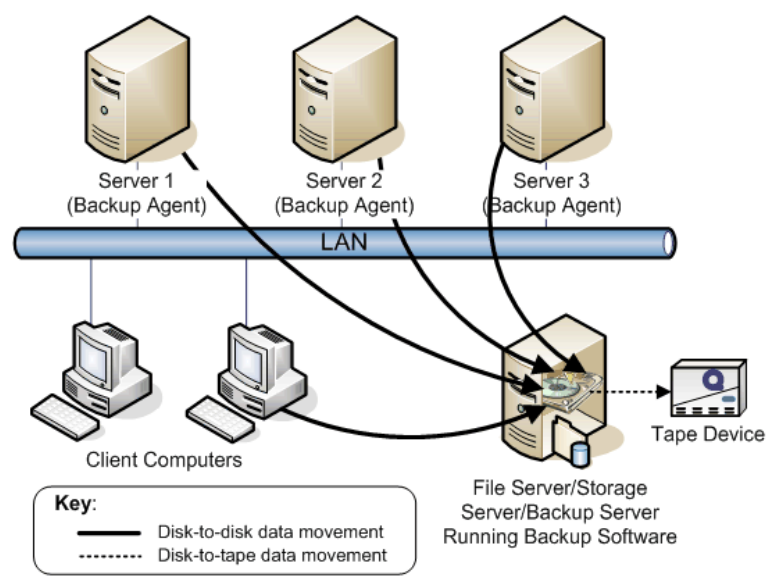 Server 1
(Backup Agent)
Server 2
(Backup Agent)
Server 3
(Backup Agent)
LAN
Client Computers
Tape Device
File Server/Storage
Server/Backup Server
Running Backup Software
Key:
Disk-to-disk data movement
Disk-to-tape data movement